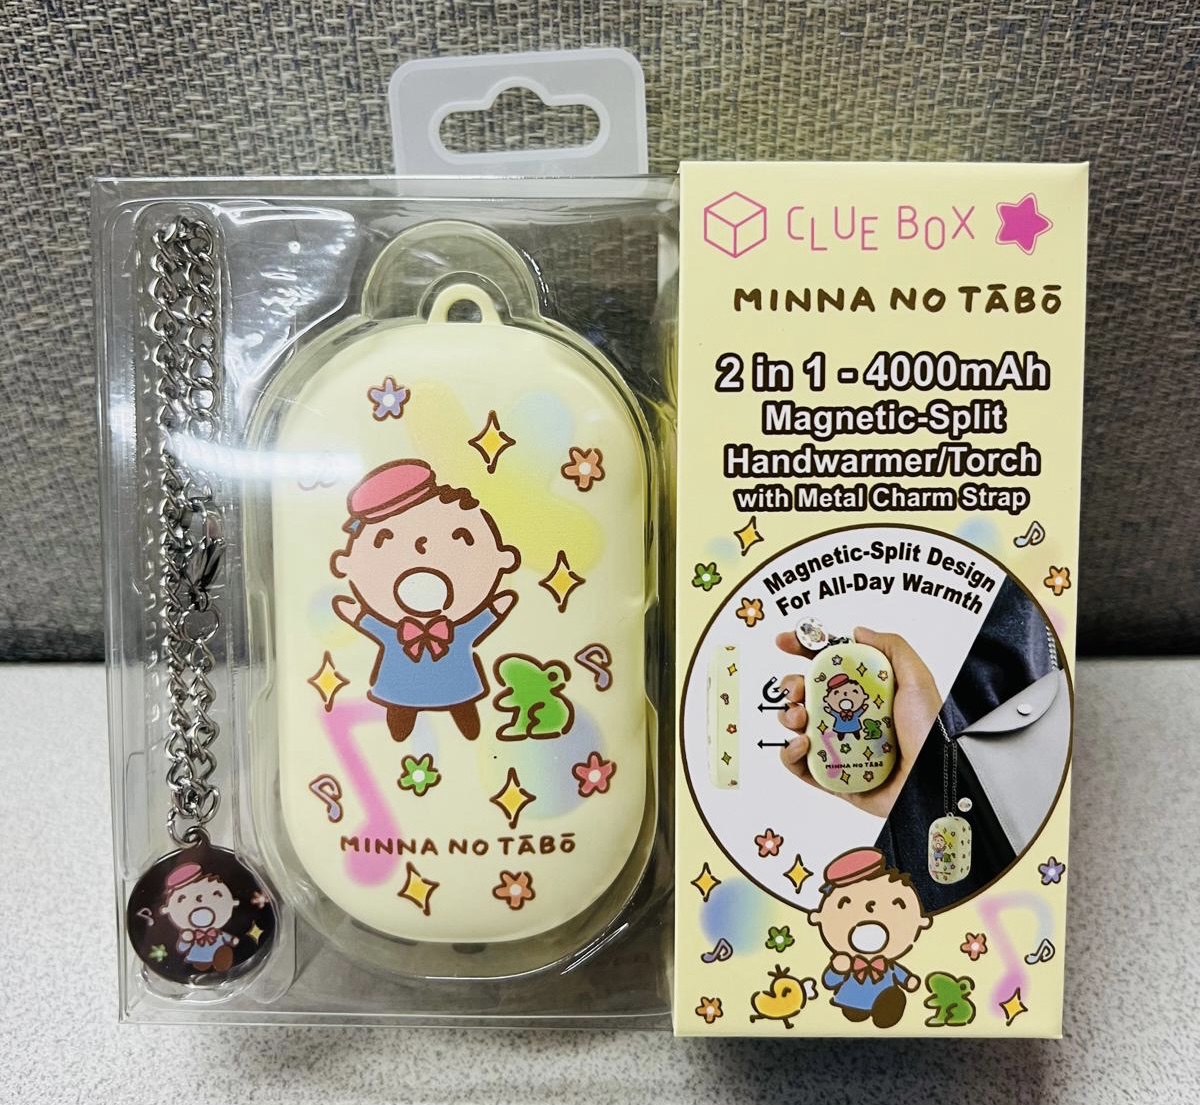 MINNA NO TĀBŌ
CLUE BOX
MINNA NO TĀBŌ
2 in 1 - 4000mAh
Magnetic-Split
Handwarmer/Torch
with Metal Charm Strap
Magnetic-Split Design
For All-Day Warmth
MINNA NO TĀBŌ